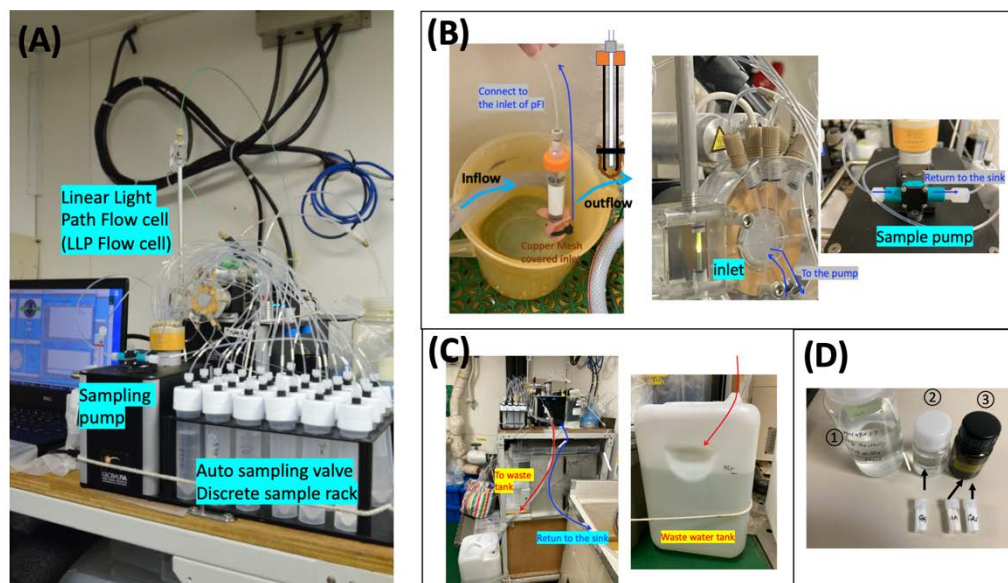 (A)
Linear Light
Path Flow cell
(LLP Flow cell)
Sampling
pump
Auto sampling valve
Discrete sample rack
(B)
Connect to
the inlet of pFI
Inflow
outflow
Cupper Mesh
covered inlet
inlet
To the pump
Return to the sink
Sample pump
(C)
To waste
tank
Retun to the sink
Waste water tank
(D)
①
②
③